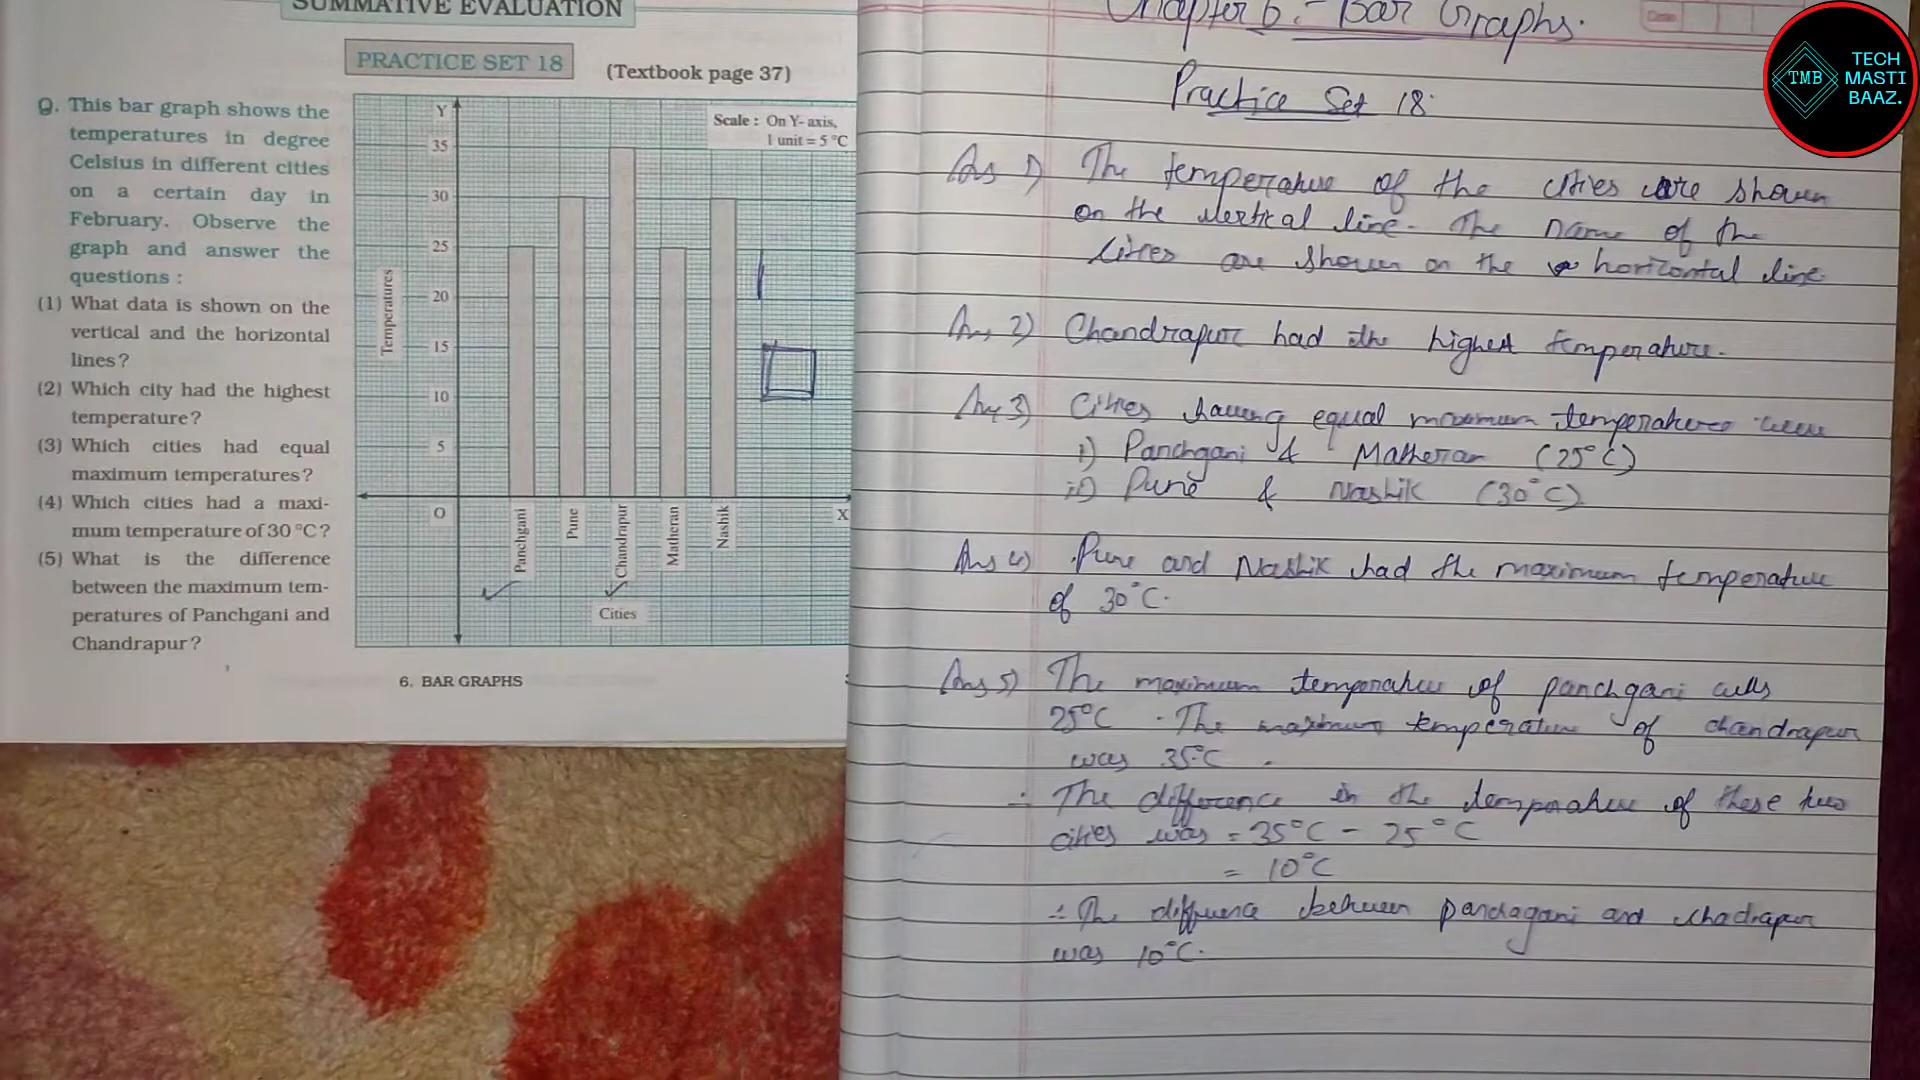 SUMMATIVE EVALUATION
PRACTICE SET 18
(Textbook page 37)
Q. This bar graph shows the
temperatures in degree
Celsius in different cities
on a certain day in
February. Observe the
graph and answer the
questions :
(1) What data is shown on the
vertical and the horizontal
lines?
(2) Which city had the highest
temperature?
(3) Which cities had equal
maximum temperatures?
(4) Which cities had a maxi-
mum temperature of 30 °C?
(5) What is the difference
between the maximum tem-
peratures of Panchgani and
Chandrapur?
Y
Scale : On Y- axis,
1 unit = 5 °C
35
30
25
20
15
10
5
O
X
Temperatures
Panchgani
Pune
Chandrapur
Matheran
Nashik
Cities
6. BAR GRAPHS
Chapter 6 :- Bar Graphs.
Date
Practice Set 18.
Ans 1) The temperature of the cities are shown
on the vertical line. The name of the
cities are shown on the horizontal line.
Ans 2) Chandrapur had the highest temperature.
Ans 3) Cities having equal maximum temperatures were
i) Panchgani & Matheran (25°C)
ii) Pune & Nashik (30°C)
Ans 4) Pune and Nashik had the maximum temperature
of 30°C.
Ans 5) The maximum temperature of panchgani was
25°C. The maximum temperature of chandrapur
was 35°C.
∴ The difference in the temperature of these two
cities was = 35°C - 25°C
= 10°C
∴ The difference between pandagani and chadrapur
was 10°C.
TMB
TECH
MASTI
BAAZ.